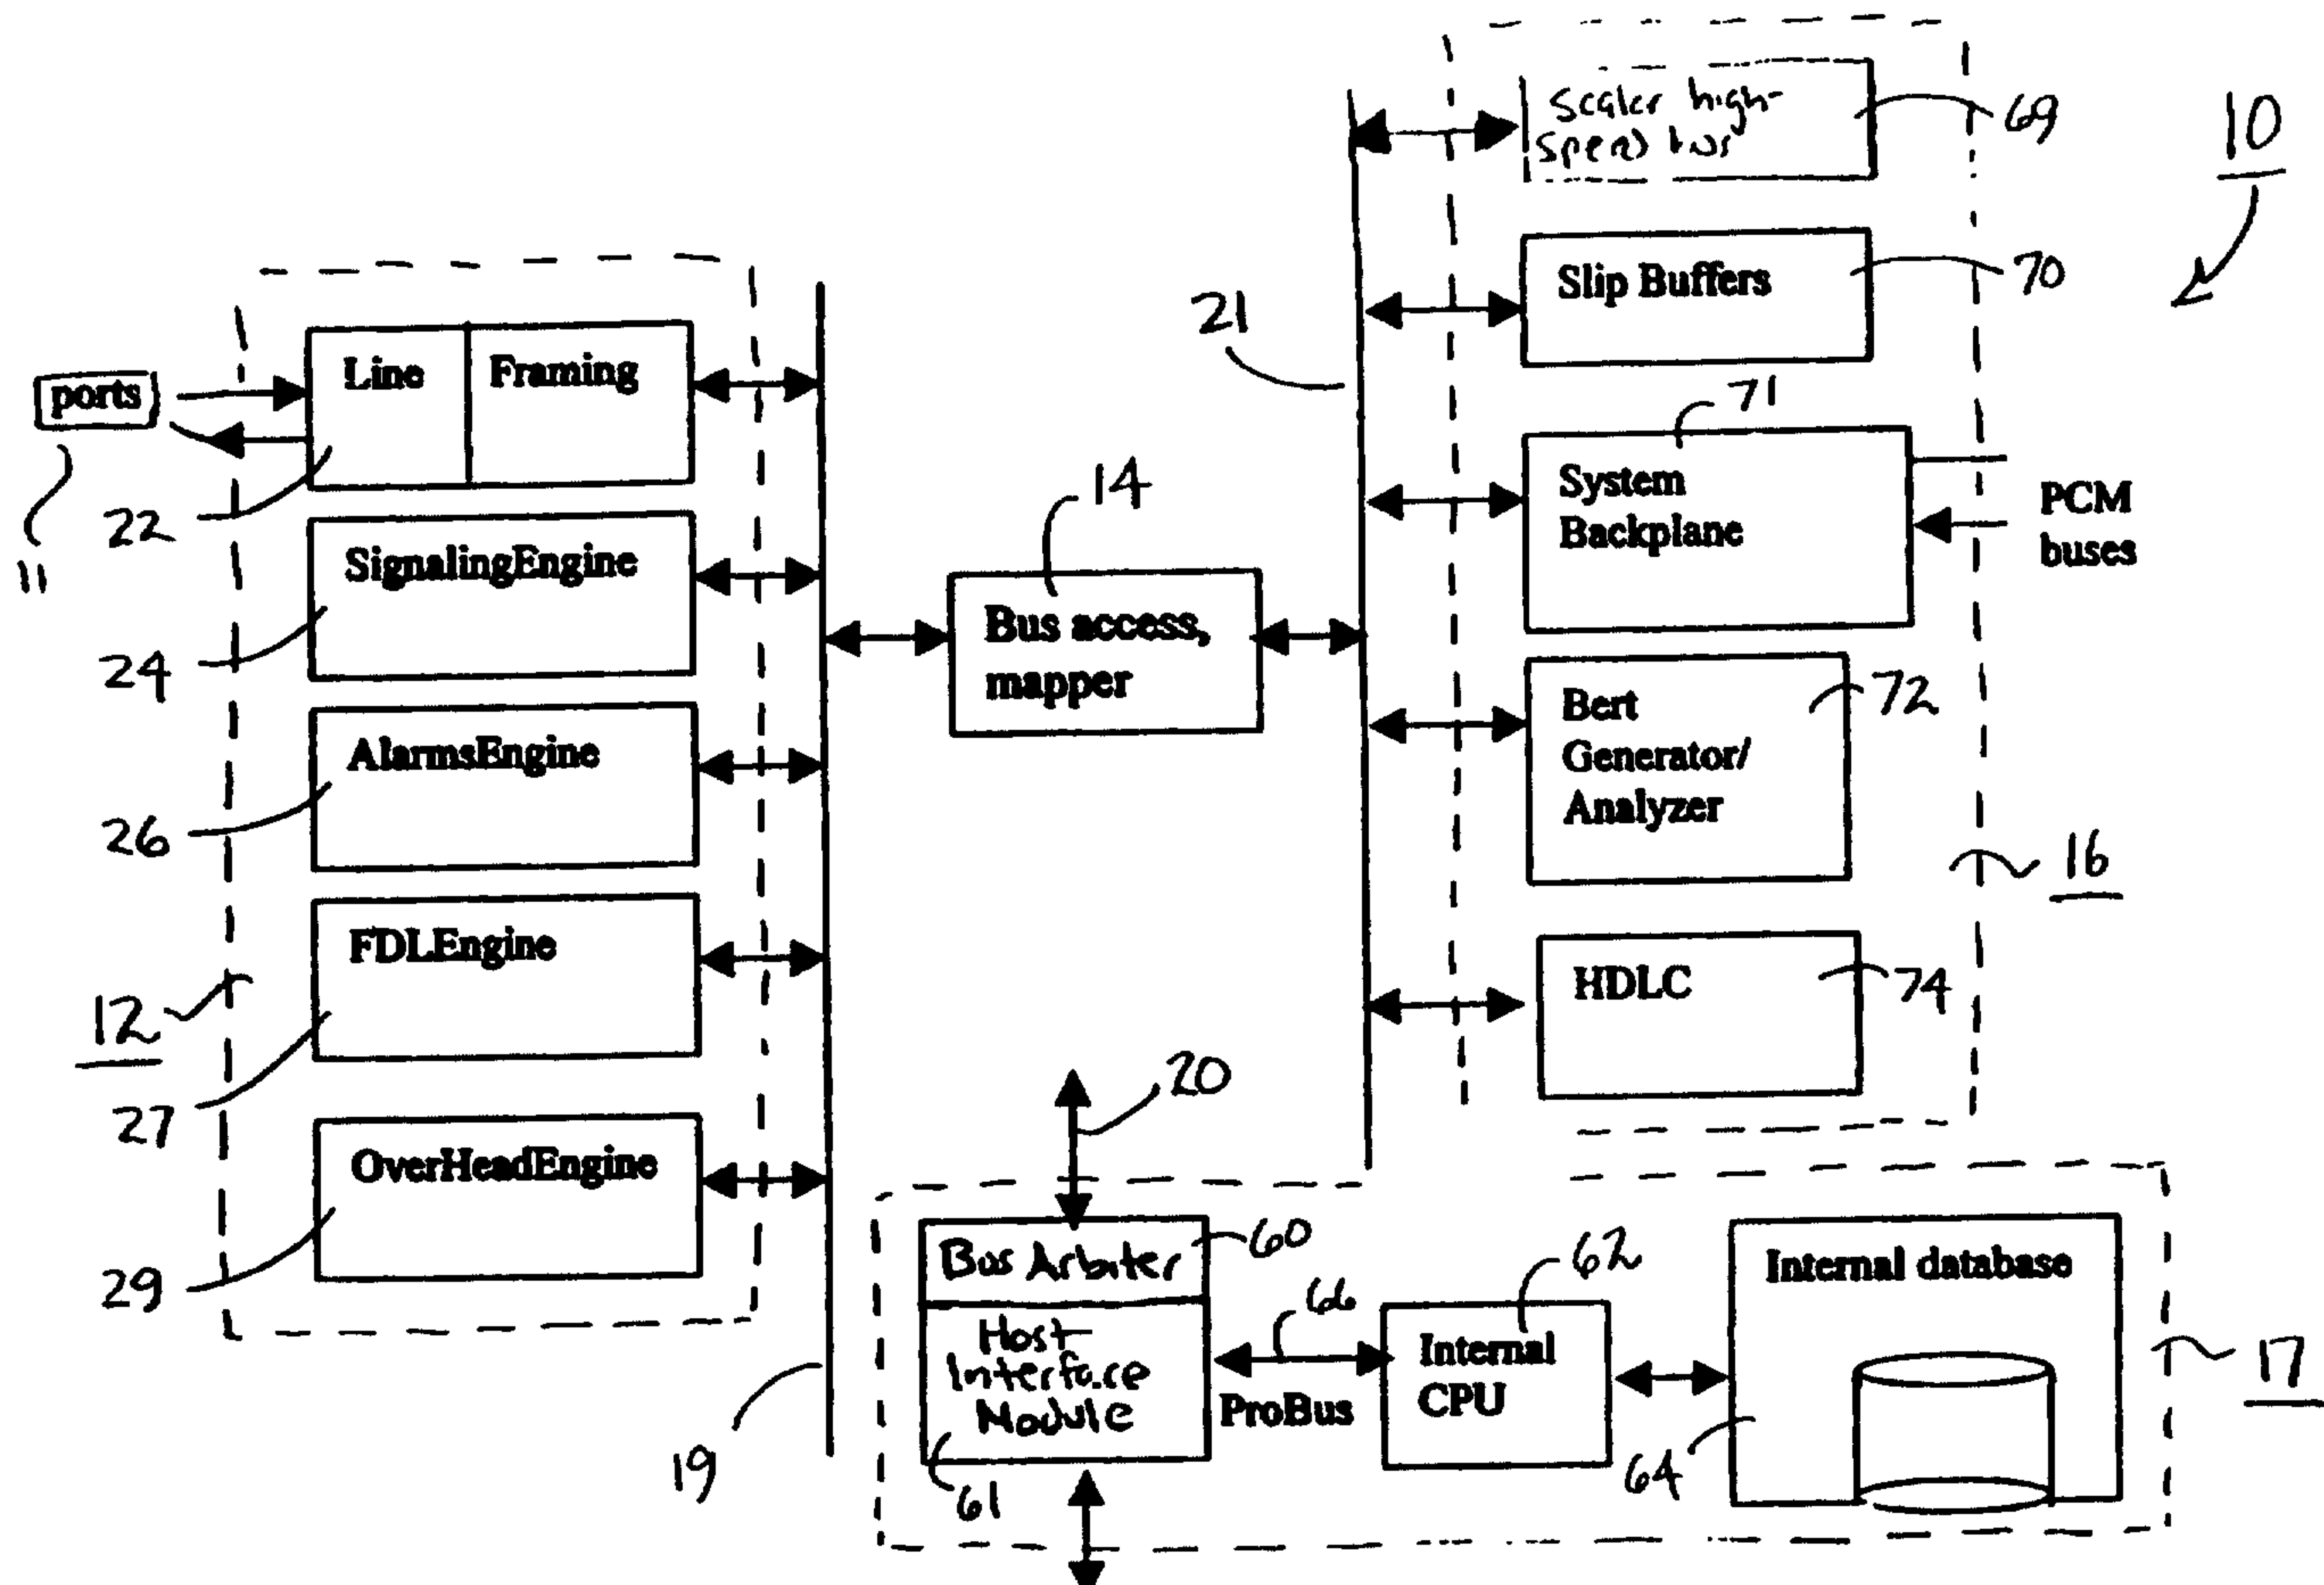 10
Scaler high-
speed bus
69
Slip Buffers
70
21
71
System
Backplane
PCM
buses
ports
11
Line
Framing
22
SignalingEngine
24
14
Bus access,
mapper
Bert
Generator/
Analyzer
72
AlarmsEngine
26
16
FDLEngine
27
12
HDLC
74
20
OverHeadEngine
29
19
Bus Arbiter
60
Host
Interface
Module
61
66
ProBus
62
Internal
CPU
Internal database
64
17